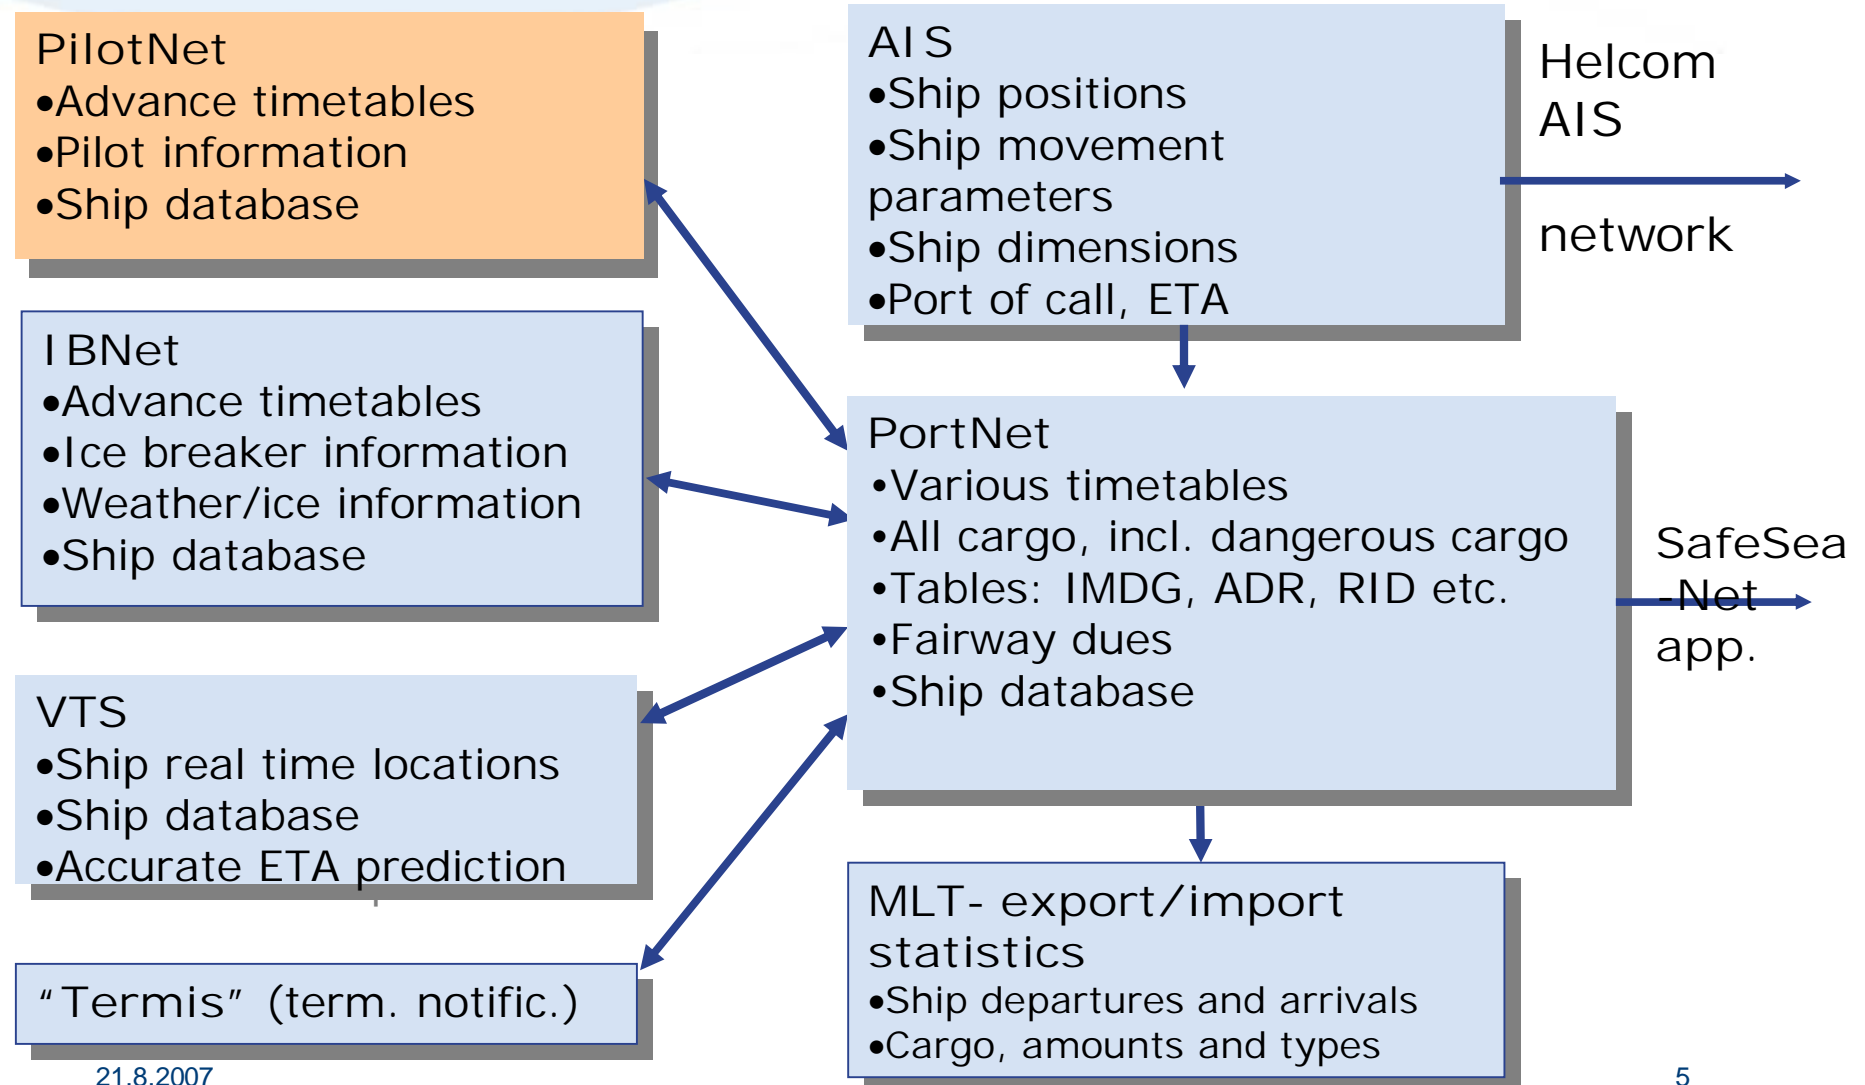 PilotNet
•Advance timetables
•Pilot information
•Ship database
IBNet
•Advance timetables
•Ice breaker information
•Weather/ice information
•Ship database
VTS
•Ship real time locations
•Ship database
•Accurate ETA prediction
“Termis” (term. notific.)
21.8.2007
AIS
•Ship positions
•Ship movement
parameters
•Ship dimensions
•Port of call, ETA
Helcom
AIS
network
PortNet
•Various timetables
•All cargo, incl. dangerous cargo
•Tables: IMDG, ADR, RID etc.
•Fairway dues
•Ship database
SafeSea
-Net
app.
MLT- export/import
statistics
•Ship departures and arrivals
•Cargo, amounts and types
5